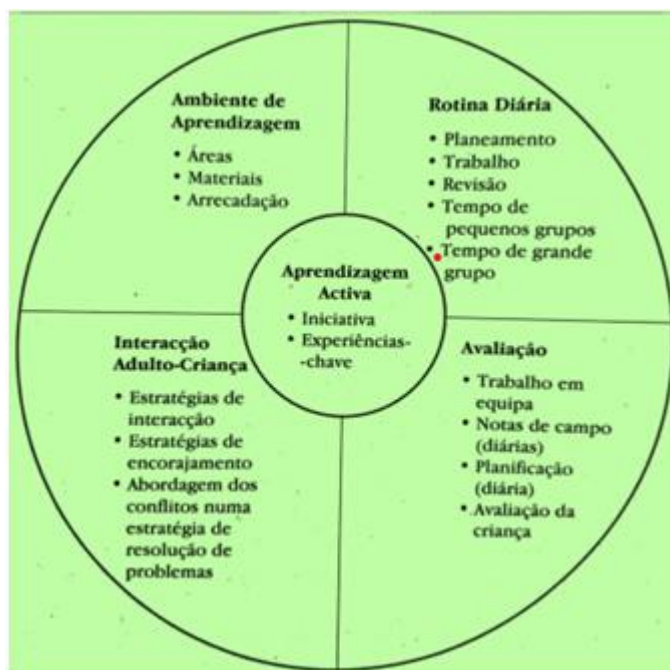 Ambiente de
Aprendizagem
• Áreas
• Materiais
• Arrecadação
Rotina Diária
• Planeamento
• Trabalho
• Revisão
• Tempo de
pequenos grupos
• Tempo de grande
grupo
Aprendizagem
Activa
• Iniciativa
• Experiências-
-chave
Interacção
Adulto-Criança
• Estratégias de
interacção
• Estratégias de
encorajamento
• Abordagem dos
conflitos numa
estratégia de
resolução de
problemas
Avaliação
• Trabalho em
equipa
• Notas de campo
(diárias)
• Planificação
(diária)
• Avaliação da
criança